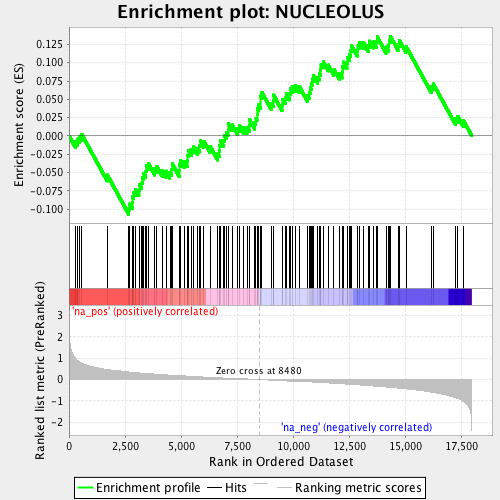 Enrichment plot: NUCLEOLUS
Enrichment score (ES)
0.125
0.100
0.075
0.050
0.025
0.000
-0.025
-0.050
-0.075
-0.100
'na_pos' (positively correlated)
Ranked list metric (PreRanked)
3
2
1
0
-1
-2
Zero cross at 8480
'na_neg' (negatively correlated)
0
2,500
5,000
7,500
10,000
12,500
15,000
17,500
Rank in Ordered Dataset
Enrichment profile
Hits
Ranking metric scores